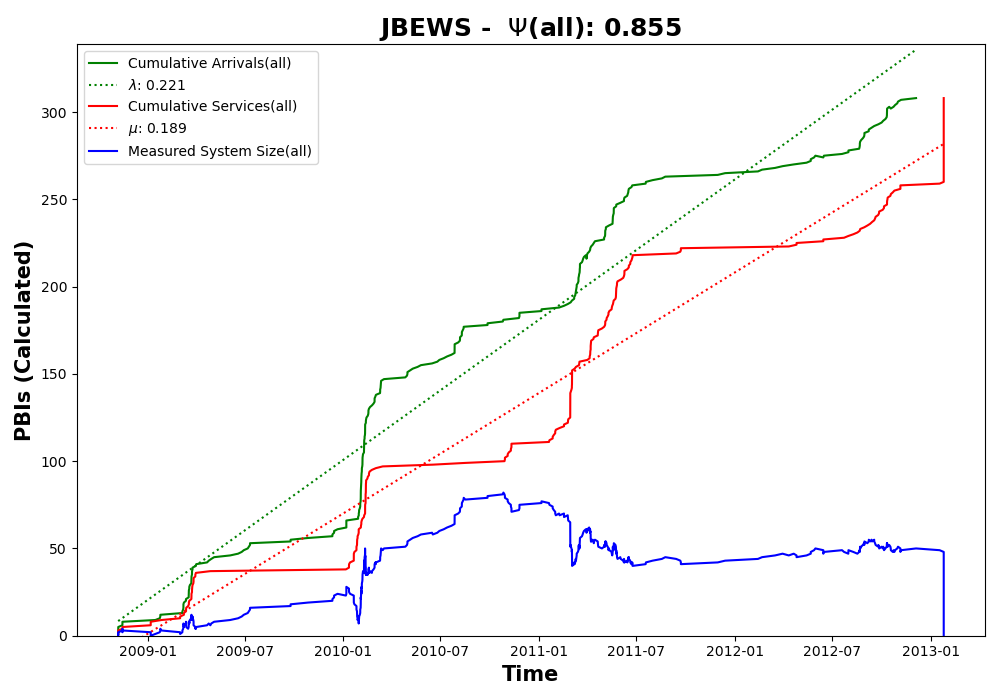 JBEWS -  Ψ(all): 0.855
Cumulative Arrivals(all)
λ: 0.221
Cumulative Services(all)
μ: 0.189
Measured System Size(all)
PBIs (Calculated)
300
250
200
150
100
50
0
2009-01 2009-07 2010-01 2010-07 2011-01 2011-07 2012-01 2012-07 2013-01
Time